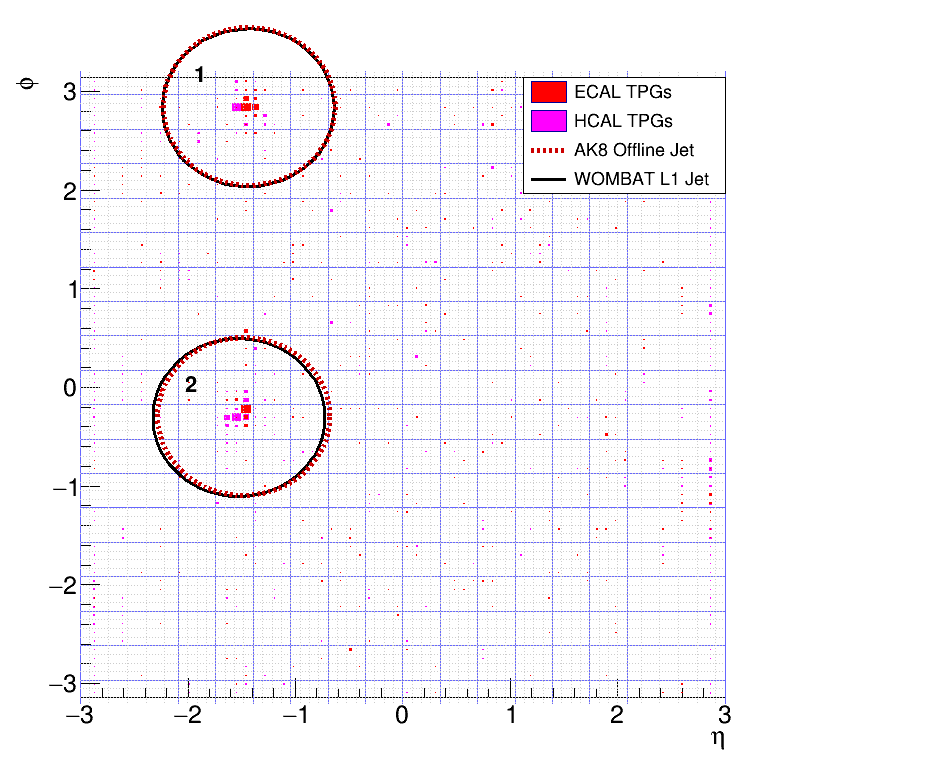 ϕ
3
2
1
0
−1
−2
−3
1
2
ECAL TPGs
HCAL TPGs
AK8 Offline Jet
WOMBAT L1 Jet
−3 −2 −1 0 1 2 3
η